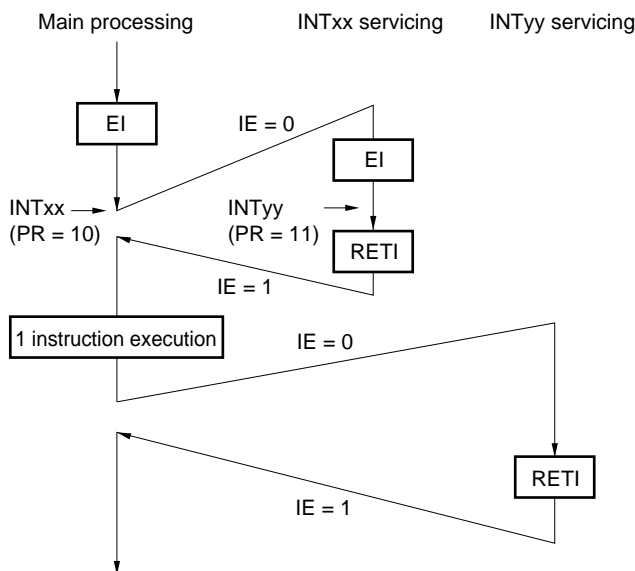 Main processing
INTxx servicing
INTyy servicing
EI
IE = 0
EI
INTxx
(PR = 10)
INTyy
(PR = 11)
RETI
IE = 1
1 instruction execution
IE = 0
RETI
IE = 1